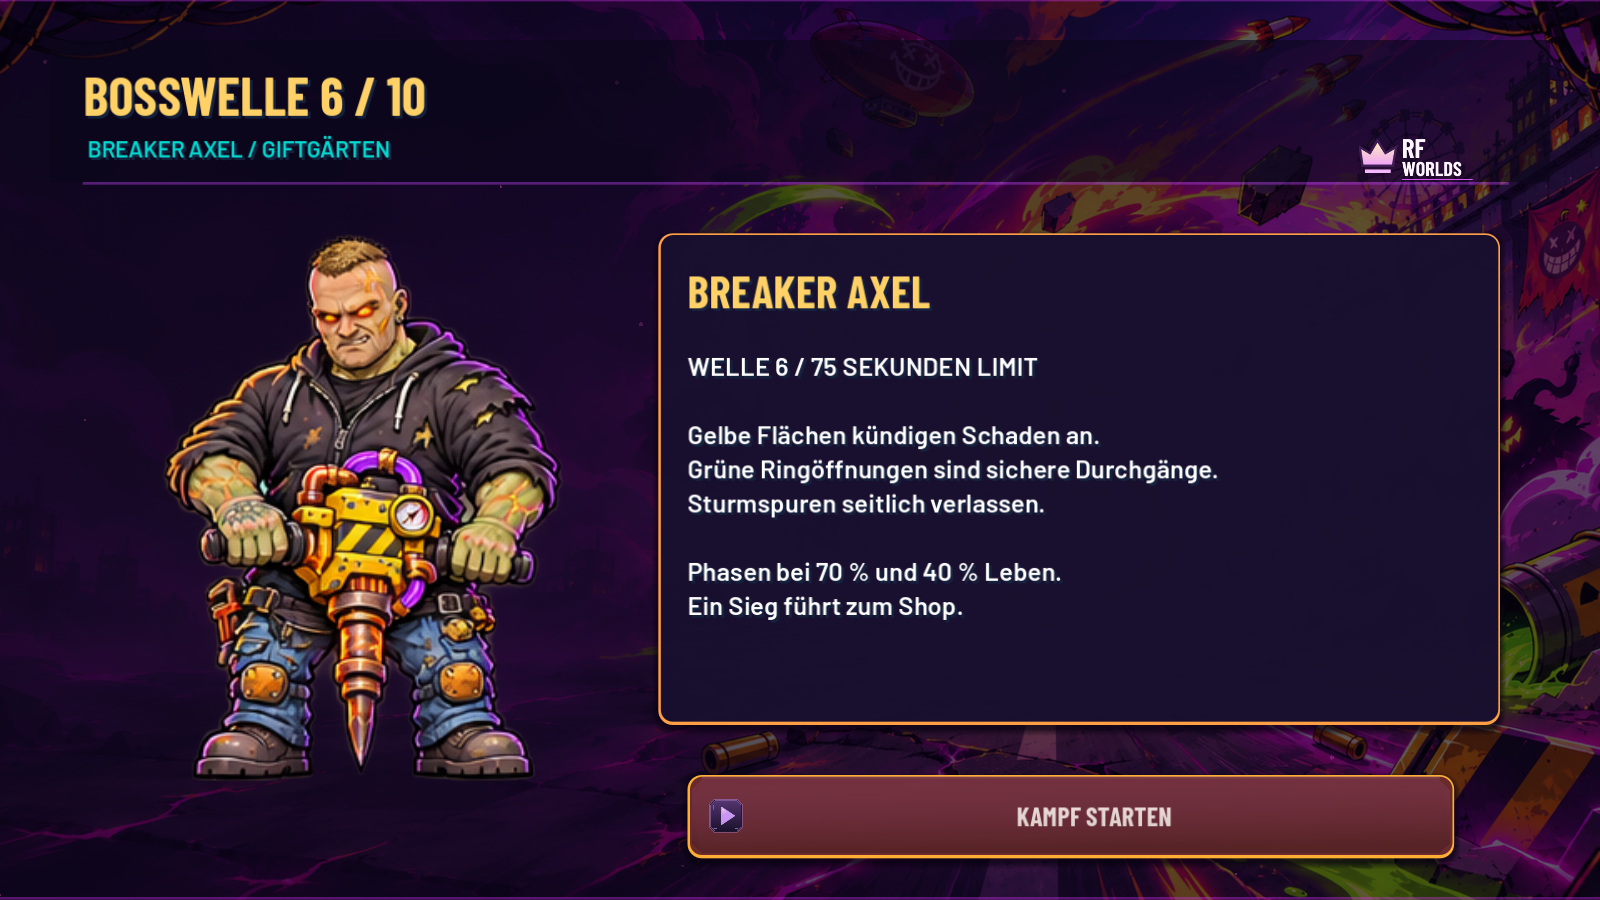 BOSSWELLE 6 / 10
BREAKER AXEL / GIFTGÄRTEN
RF
WORLDS
BREAKER AXEL
WELLE 6 / 75 SEKUNDEN LIMIT
Gelbe Flächen kündigen Schaden an.
Grüne Ringöffnungen sind sichere Durchgänge.
Sturmspuren seitlich verlassen.
Phasen bei 70 % und 40 % Leben.
Ein Sieg führt zum Shop.
KAMPF STARTEN